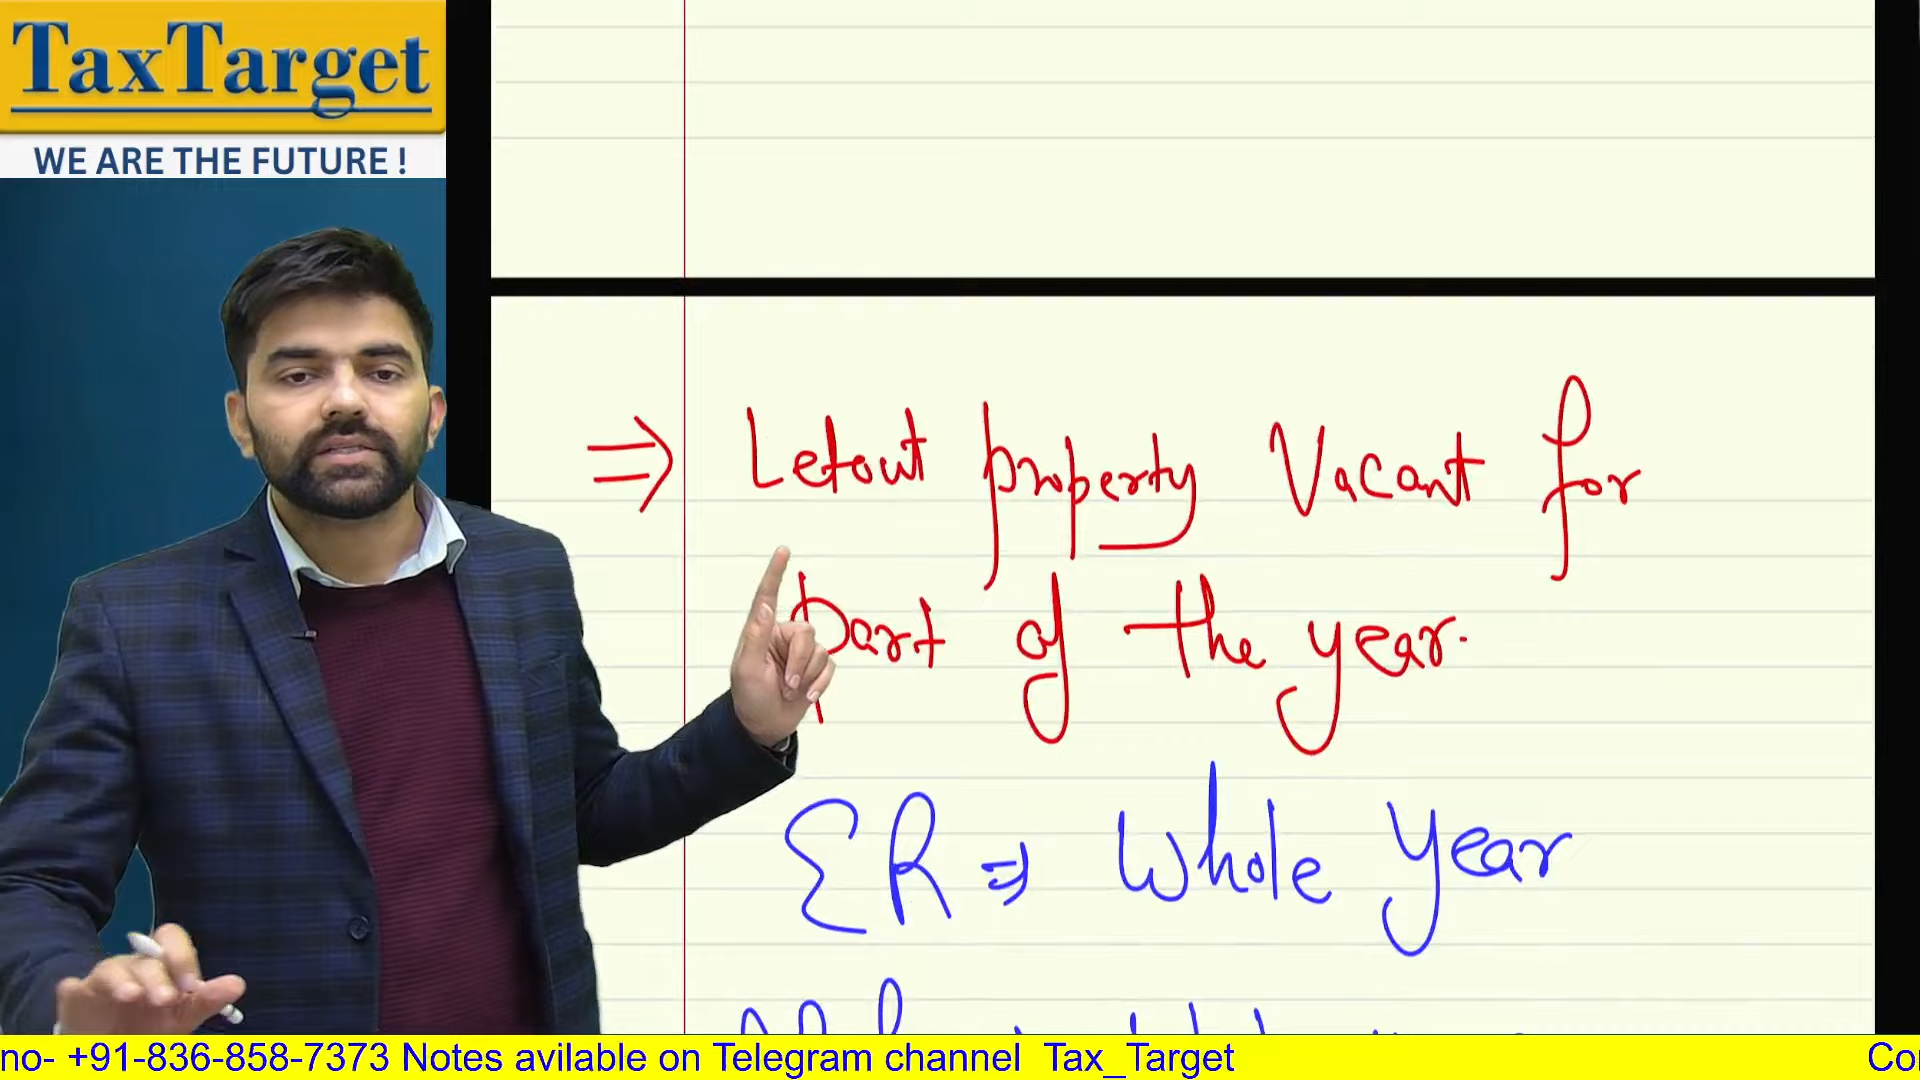 TaxTarget
WE ARE THE FUTURE !
⇒ Letout property Vacant for
part of the year.
ER ⇒ Whole Year
no- +91-836-858-7373 Notes avilable on Telegram channel Tax_Target